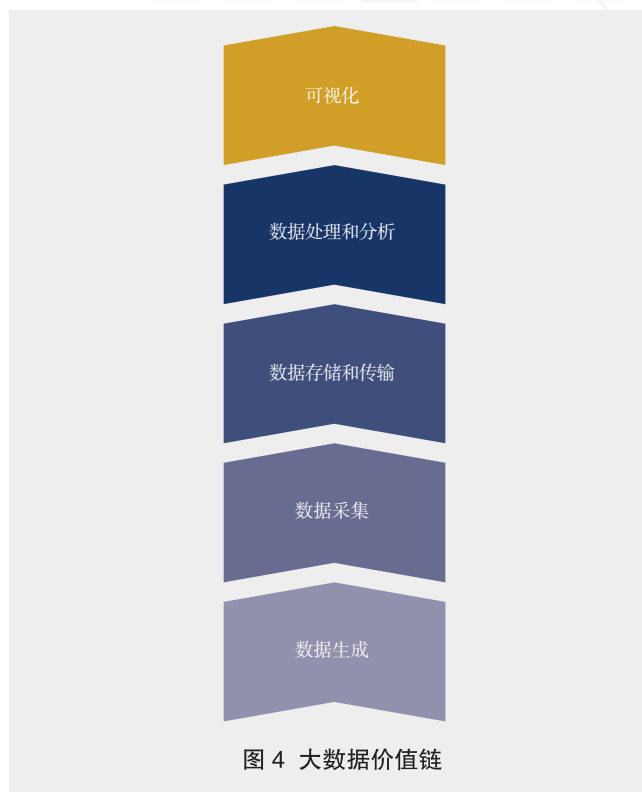 可视化
数据处理和分析
数据存储和传输
数据采集
数据生成
图 4 大数据价值链